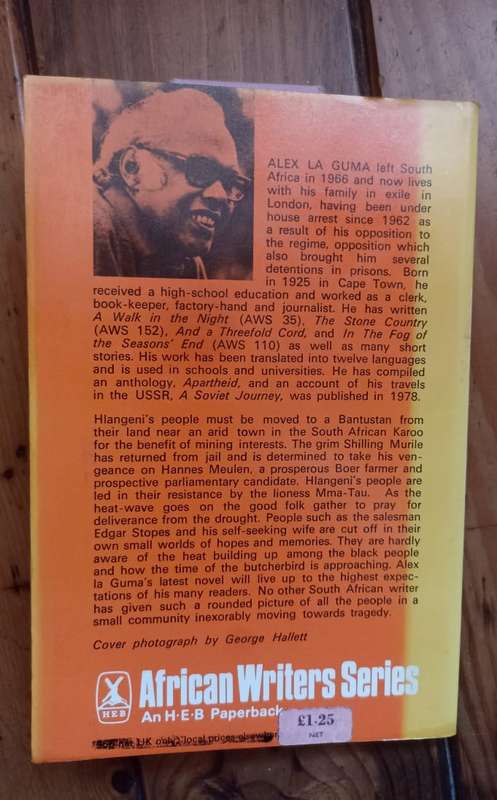 ALEX LA GUMA left South
Africa in 1966 and now lives
with his family in exile in
London, having been under
house arrest since 1962 as
a result of his opposition to
the regime, opposition which
also brought him several
detentions in prisons. Born
in 1925 in Cape Town, he
received a high-school education and worked as a clerk,
book-keeper, factory-hand and journalist. He has written
A Walk in the Night (AWS 35), The Stone Country
(AWS 152), And a Threefold Cord, and In The Fog of
the Seasons' End (AWS 110) as well as many short
stories. His work has been translated into twelve languages
and is used in schools and universities. He has compiled
an anthology, Apartheid, and an account of his travels
in the USSR, A Soviet Journey, was published in 1978.
Hlangeni's people must be moved to a Bantustan from
their land near an arid town in the South African Karoo
for the benefit of mining interests. The grim Shilling Murile
has returned from jail and is determined to take his ven-
geance on Hannes Meulen, a prosperous Boer farmer and
prospective parliamentary candidate. Hlangeni's people are
led in their resistance by the lioness Mma-Tau. As the
heat-wave goes on the good folk gather to pray for
deliverance from the drought. People such as the salesman
Edgar Stopes and his self-seeking wife are cut off in their
own small worlds of hopes and memories. They are hardly
aware of the heat building up among the black people
and how the time of the butcherbird is approaching. Alex
la Guma's latest novel will live up to the highest expec-
tations of his many readers. No other South African writer
has given such a rounded picture of all the people in a
small community inexorably moving towards tragedy.
Cover photograph by George Hallett
HEB
African Writers Series
An H·E·B Paperback
£1·25
NET
UK only local prices elsewhere